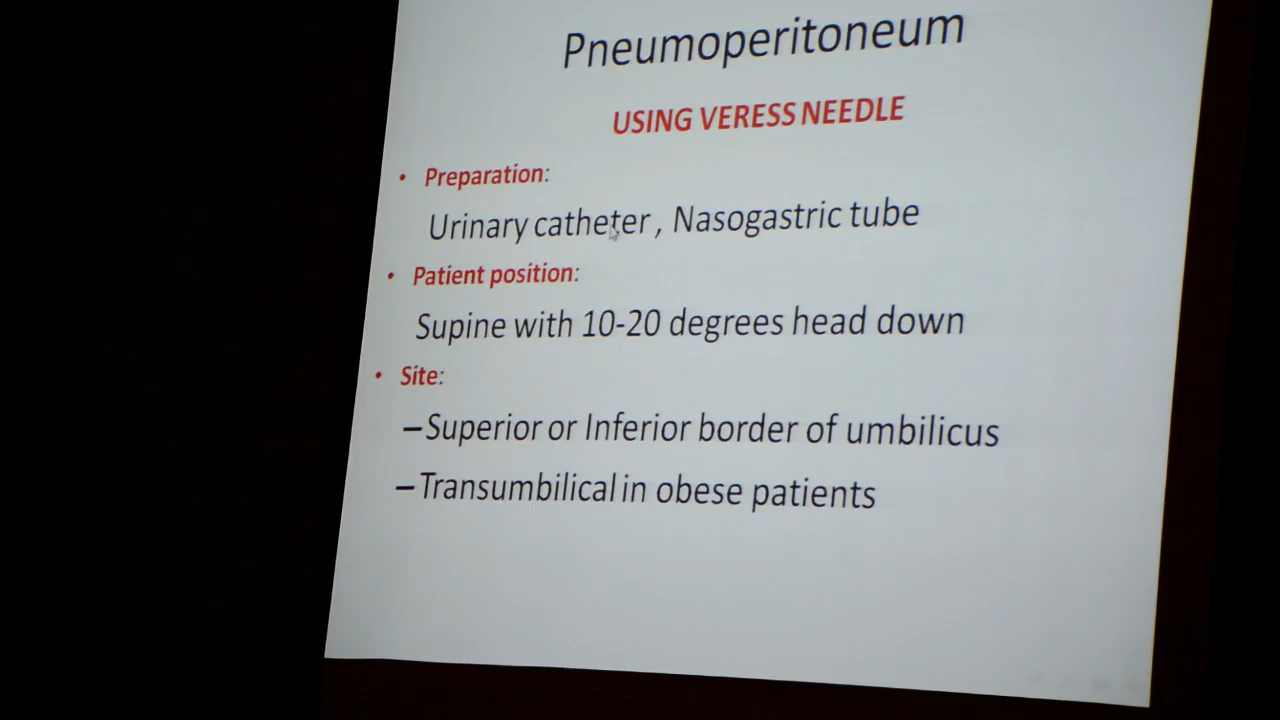 Pneumoperitoneum
USING VERESS NEEDLE
• Preparation:
Urinary catheter , Nasogastric tube
• Patient position:
Supine with 10-20 degrees head down
• Site:
– Superior or Inferior border of umbilicus
– Transumbilical in obese patients